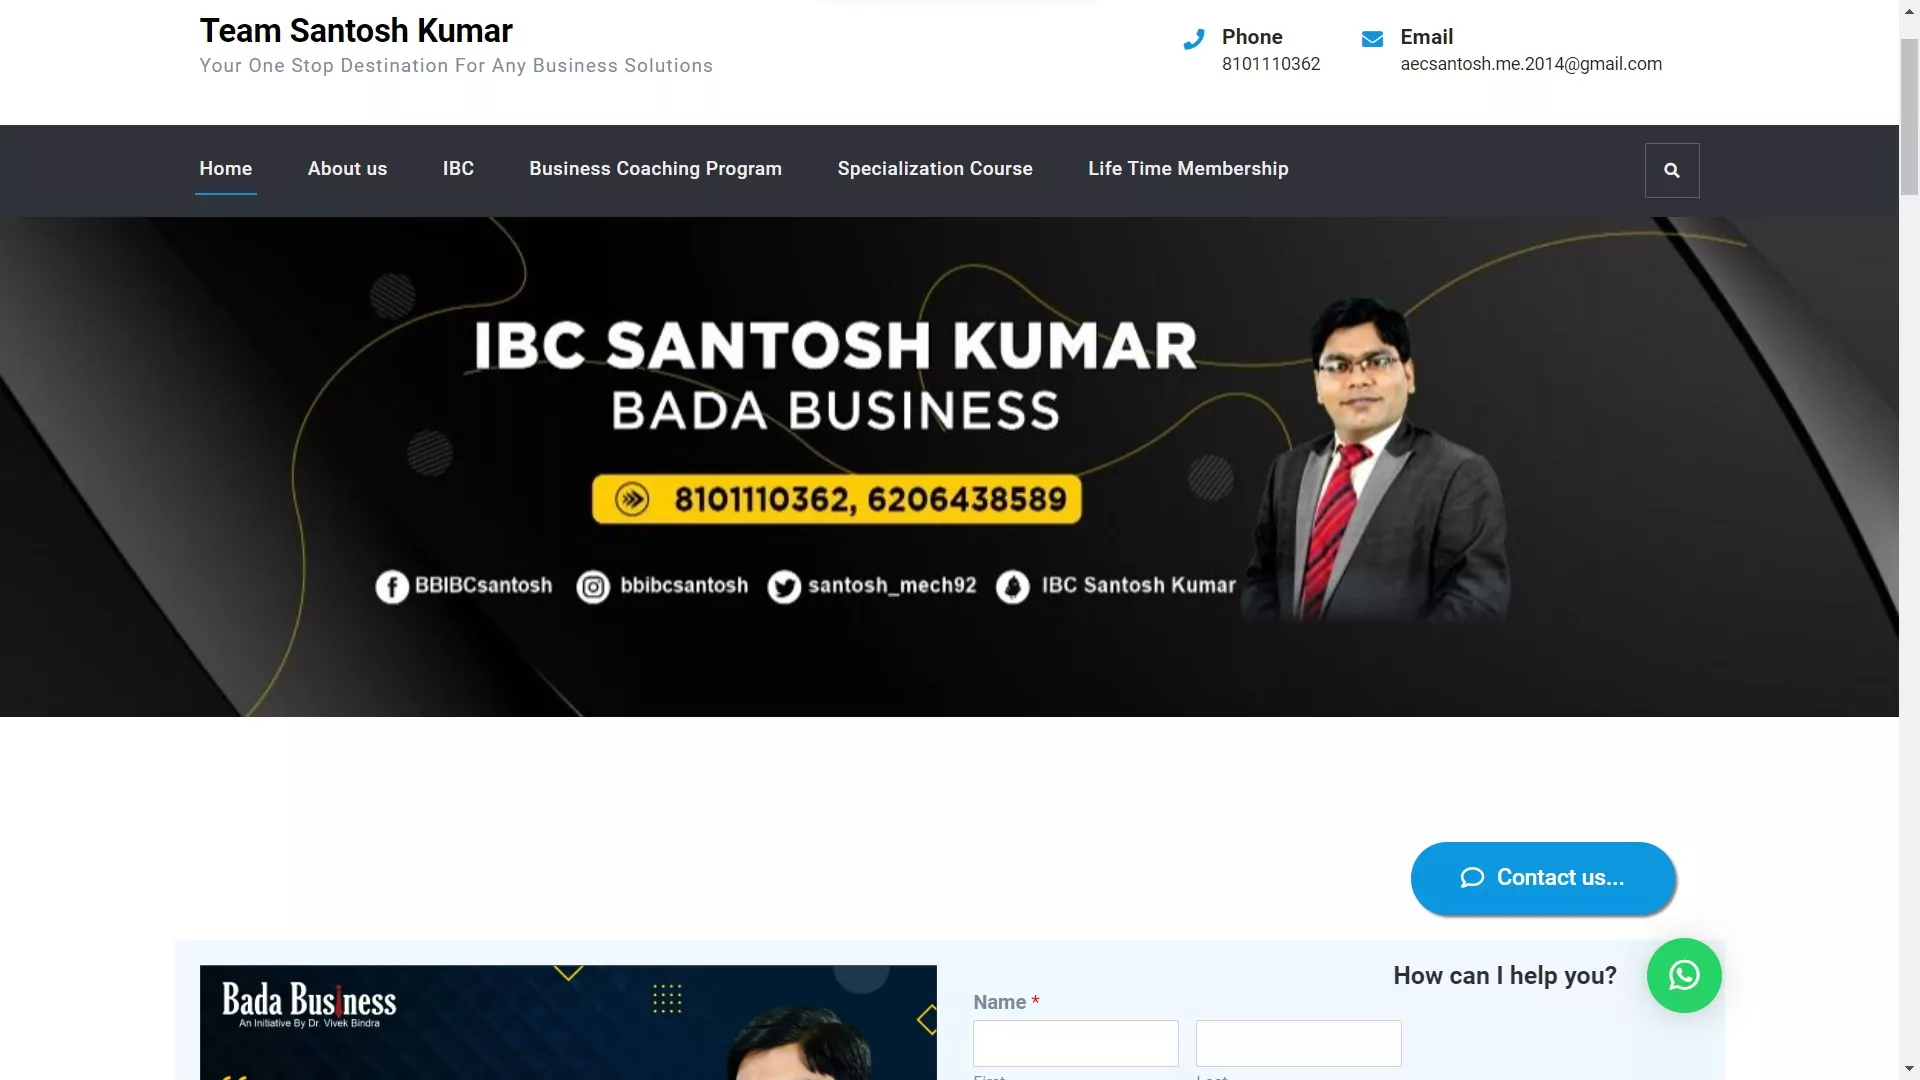 Team Santosh Kumar
Your One Stop Destination For Any Business Solutions
Phone
8101110362
Email
aecsantosh.me.2014@gmail.com
Home
About us
IBC
Business Coaching Program
Specialization Course
Life Time Membership
IBC SANTOSH KUMAR
BADA BUSINESS
8101110362, 6206438589
BBIBCsantosh
bbibcsantosh
santosh_mech92
IBC Santosh Kumar
Contact us...
How can I help you?
Bada Business
An Initiative By Dr. Vivek Bindra
Name *
First
Last